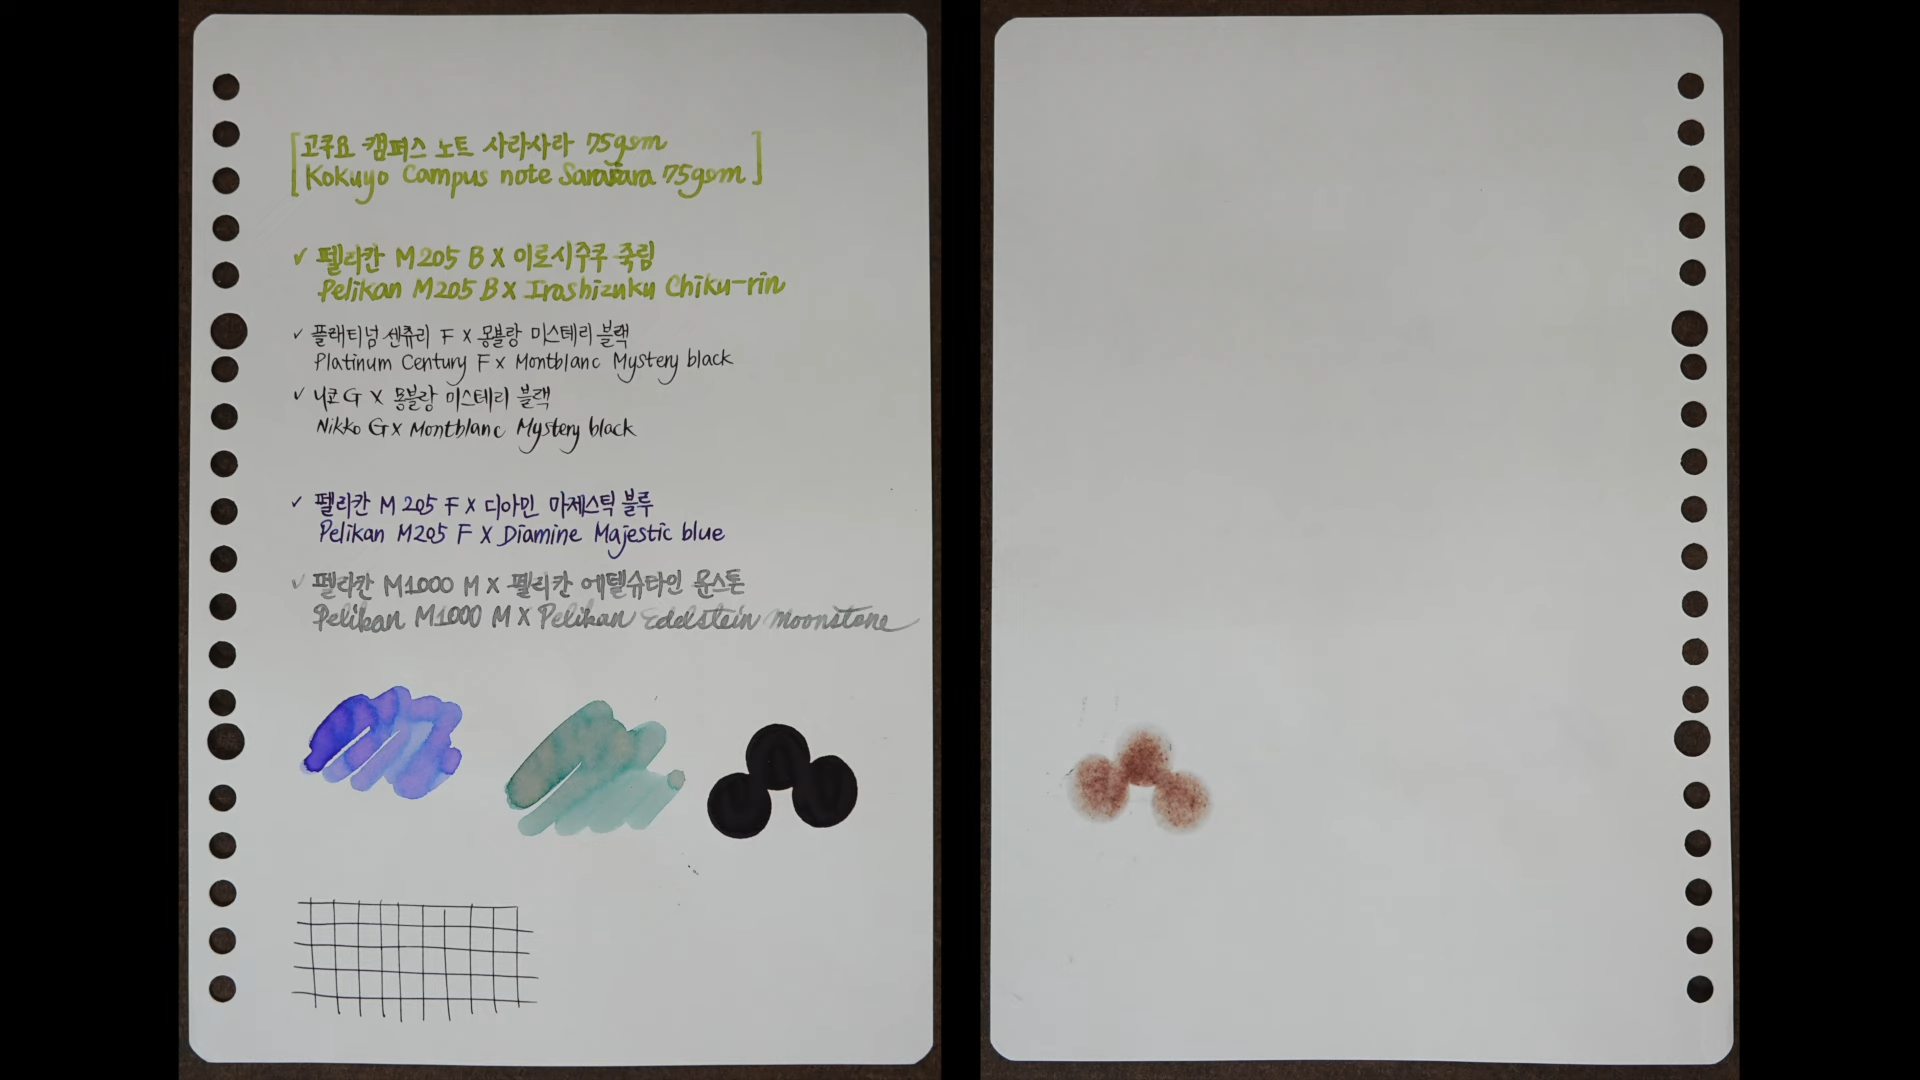 [고쿠요 캠퍼스 노트 사라사라 75gsm
Kokuyo Campus note Sarasara 75gsm]
✓ 펠리칸 M205 B X 이로시주쿠 죽림
Pelikan M205 B X Iroshizuku Chiku-rin
✓ 플래티넘 센츄리 F X 몽블랑 미스테리 블랙
Platinum Century F X Montblanc Mystery black
✓ 니코 G X 몽블랑 미스테리 블랙
Nikko G X Montblanc Mystery black
✓ 펠리칸 M205 F X 디아민 마제스틱 블루
Pelikan M205 F X Diamine Majestic blue
✓ 펠리칸 M1000 M X 펠리칸 에델슈타인 문스톤
Pelikan M1000 M X Pelikan Edelstein Moonstone